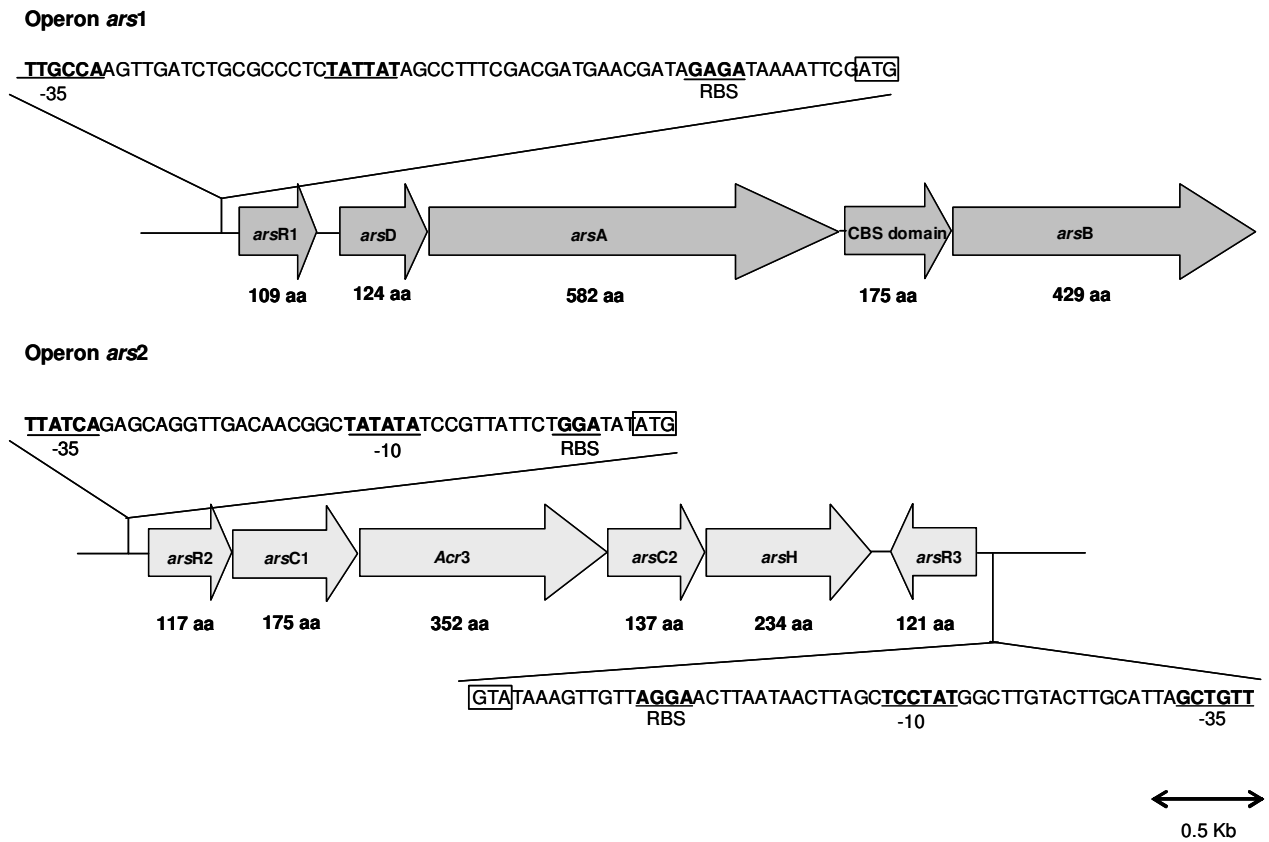 Operon ars1
TTGCCAAGTTGATCTGCGCCCTCTATTATAGCCTTTCGACGATGAACGATAGAGATAAAATTCGATG
-35 RBS
arsR1 arsD arsA CBS domain arsB
109 aa 124 aa 582 aa 175 aa 429 aa
Operon ars2
TTATCAGAGCAGGTTGACAACGGCTATATATCCGTTATTCTGGATATATG
-35 -10 RBS
arsR2 arsC1 Acr3 arsC2 arsH arsR3
117 aa 175 aa 352 aa 137 aa 234 aa 121 aa
GTATAAAGTTGTTAGGAACTTAATAACTTAGCTCCTATGGCTTGTACTTGCATTAGCTGTT
RBS -10 -35
0.5 Kb